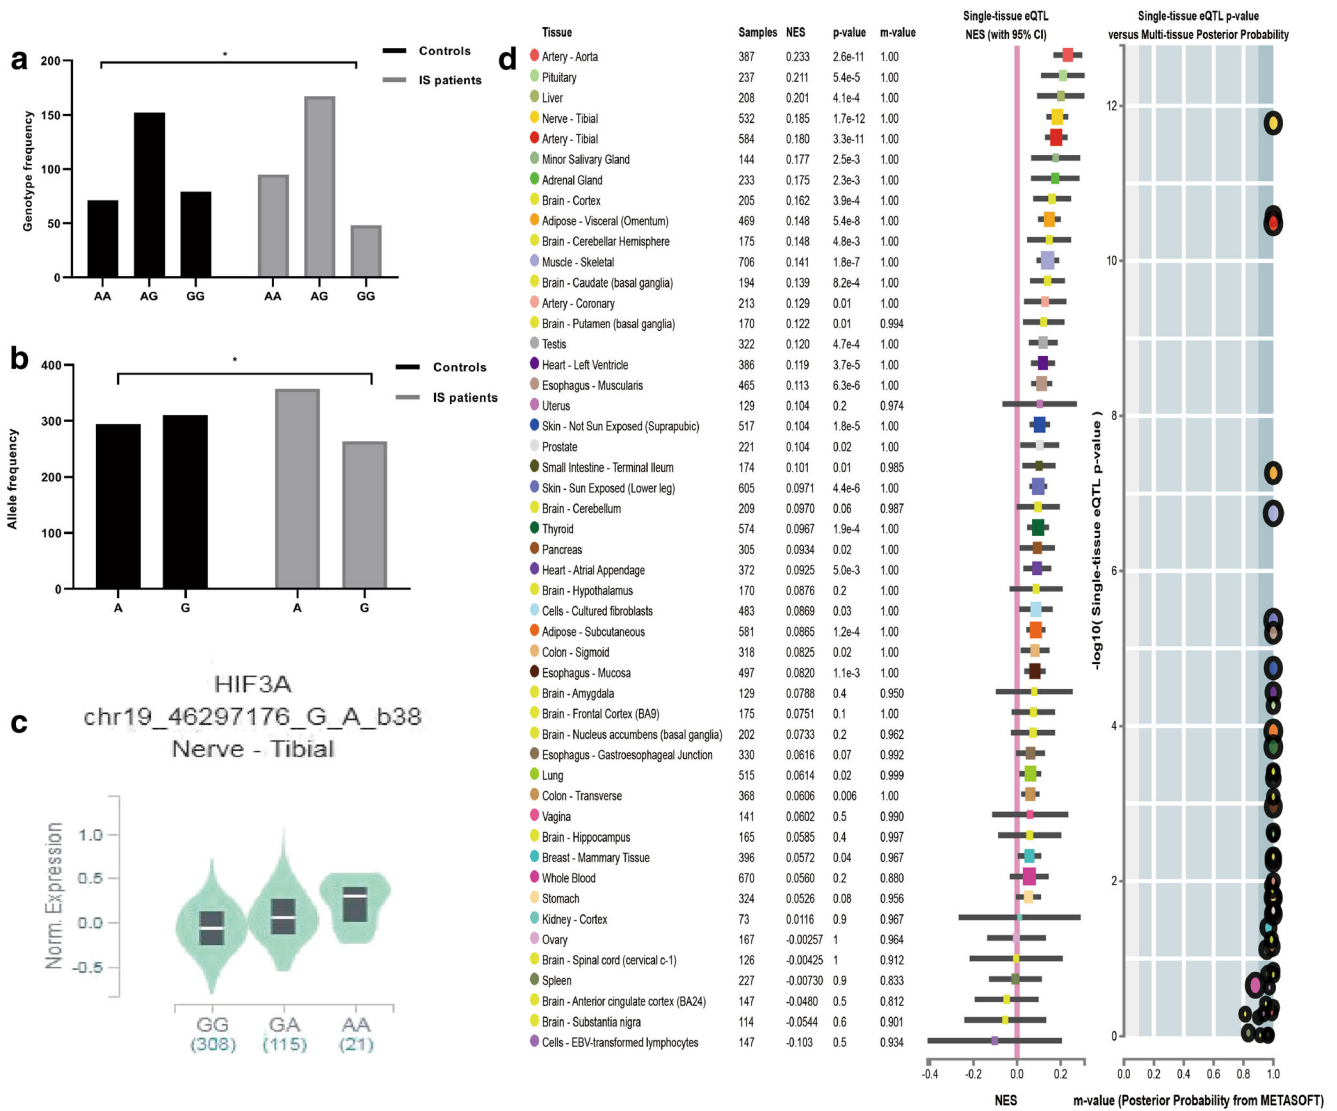 a
Controls
IS patients
*
Genotype frequency
200
150
100
50
0
AA AG GG AA AG GG
b
Controls
IS patients
*
Allele frequency
400
300
200
100
0
A G A G
c
HIF3A
chr19_46297176_G_A_b38
Nerve - Tibial
Norm. Expression
1.0
0.5
0.0
-0.5
GG GA AA
(308) (115) (21)
d
Single-tissue eQTL
NES (with 95% CI)
Single-tissue eQTL p-value
versus Multi-tissue Posterior Probability
Tissue Samples NES p-value m-value
Artery - Aorta 387 0.233 2.6e-11 1.00
Pituitary 237 0.211 5.4e-5 1.00
Liver 208 0.201 4.1e-4 1.00
Nerve - Tibial 532 0.185 1.7e-12 1.00
Artery - Tibial 584 0.180 3.3e-11 1.00
Minor Salivary Gland 144 0.177 2.5e-3 1.00
Adrenal Gland 233 0.175 2.3e-3 1.00
Brain - Cortex 205 0.162 3.9e-4 1.00
Adipose - Visceral (Omentum) 469 0.148 5.4e-8 1.00
Brain - Cerebellar Hemisphere 175 0.148 4.8e-3 1.00
Muscle - Skeletal 706 0.141 1.8e-7 1.00
Brain - Caudate (basal ganglia) 194 0.139 8.2e-4 1.00
Artery - Coronary 213 0.129 0.01 1.00
Brain - Putamen (basal ganglia) 170 0.122 0.01 0.994
Testis 322 0.120 4.7e-4 1.00
Heart - Left Ventricle 386 0.119 3.7e-5 1.00
Esophagus - Muscularis 465 0.113 6.3e-6 1.00
Uterus 129 0.104 0.2 0.974
Skin - Not Sun Exposed (Suprapubic) 517 0.104 1.8e-5 1.00
Prostate 221 0.104 0.02 1.00
Small Intestine - Terminal Ileum 174 0.101 0.01 0.985
Skin - Sun Exposed (Lower leg) 605 0.0971 4.4e-6 1.00
Brain - Cerebellum 209 0.0970 0.06 0.987
Thyroid 574 0.0967 1.9e-4 1.00
Pancreas 305 0.0934 0.02 1.00
Heart - Atrial Appendage 372 0.0925 5.0e-3 1.00
Brain - Hypothalamus 170 0.0876 0.2 1.00
Cells - Cultured fibroblasts 483 0.0869 0.03 1.00
Adipose - Subcutaneous 581 0.0865 1.2e-4 1.00
Colon - Sigmoid 318 0.0825 0.02 1.00
Esophagus - Mucosa 497 0.0820 1.1e-3 1.00
Brain - Amygdala 129 0.0788 0.4 0.950
Brain - Frontal Cortex (BA9) 175 0.0751 0.1 1.00
Brain - Nucleus accumbens (basal ganglia) 202 0.0733 0.2 0.962
Esophagus - Gastroesophageal Junction 330 0.0616 0.07 0.992
Lung 515 0.0614 0.02 0.999
Colon - Transverse 368 0.0606 0.006 1.00
Vagina 141 0.0602 0.5 0.990
Brain - Hippocampus 165 0.0585 0.4 0.997
Breast - Mammary Tissue 396 0.0572 0.04 0.967
Whole Blood 670 0.0560 0.2 0.880
Stomach 324 0.0526 0.08 0.956
Kidney - Cortex 73 0.0116 0.9 0.967
Ovary 167 -0.00257 1 0.964
Brain - Spinal cord (cervical c-1) 126 -0.00425 1 0.912
Spleen 227 -0.00730 0.9 0.833
Brain - Anterior cingulate cortex (BA24) 147 -0.0480 0.5 0.812
Brain - Substantia nigra 114 -0.0544 0.6 0.901
Cells - EBV-transformed lymphocytes 147 -0.103 0.5 0.934
-0.4 -0.2 0.0 0.2
NES
-log10( Single-tissue eQTL p-value )
12
10
8
6
4
2
0
0.0 0.2 0.4 0.6 0.8 1.0
m-value (Posterior Probability from METASOFT)